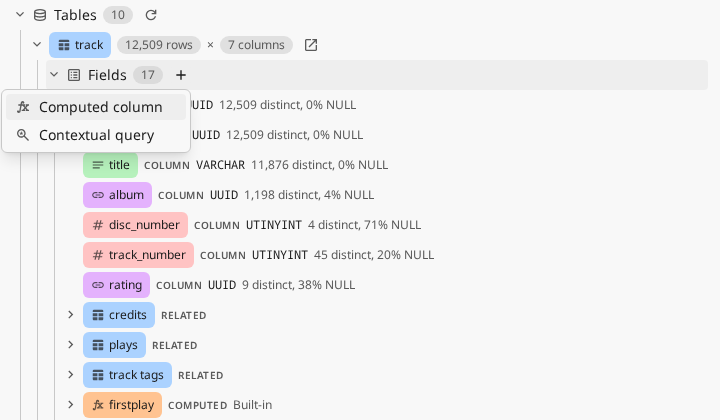 Tables 10
track 12,509 rows × 7 columns
Fields 17 +
Computed column
UUID 12,509 distinct, 0% NULL
Contextual query
UUID 12,509 distinct, 0% NULL
title COLUMN VARCHAR 11,876 distinct, 0% NULL
album COLUMN UUID 1,198 distinct, 4% NULL
# disc_number COLUMN UTINYINT 4 distinct, 71% NULL
# track_number COLUMN UTINYINT 45 distinct, 20% NULL
rating COLUMN UUID 9 distinct, 38% NULL
credits RELATED
plays RELATED
track tags RELATED
fx firstplay COMPUTED Built-in